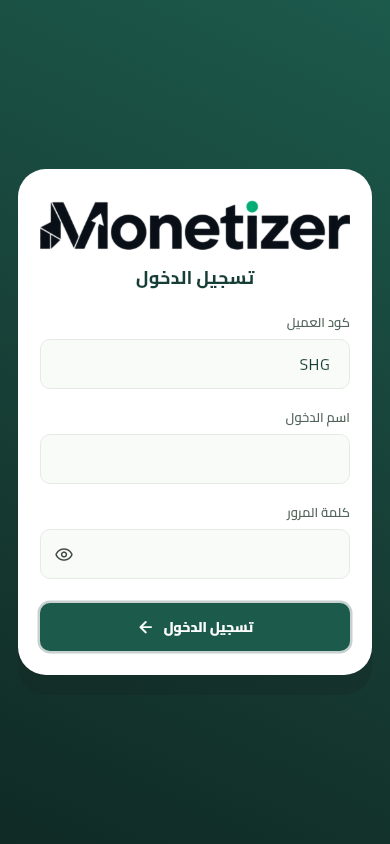 Monetizer
تسجيل الدخول
كود العميل
SHG
اسم الدخول
كلمة المرور
تسجيل الدخول